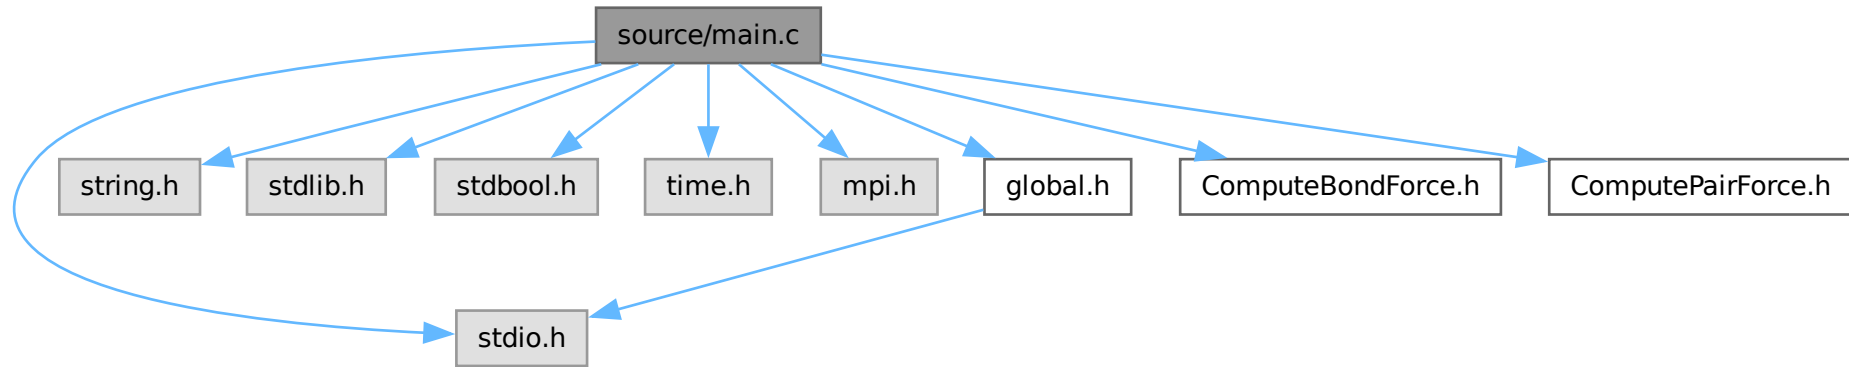 source/main.c
string.h
stdlib.h
stdbool.h
time.h
mpi.h
global.h
ComputeBondForce.h
ComputePairForce.h
stdio.h